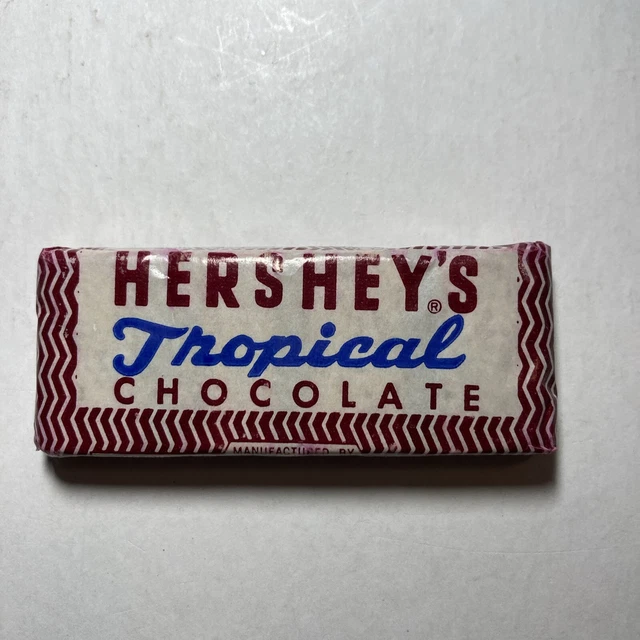 HERSHEY'S®
Tropical
CHOCOLATE
MANUFACTURED BY